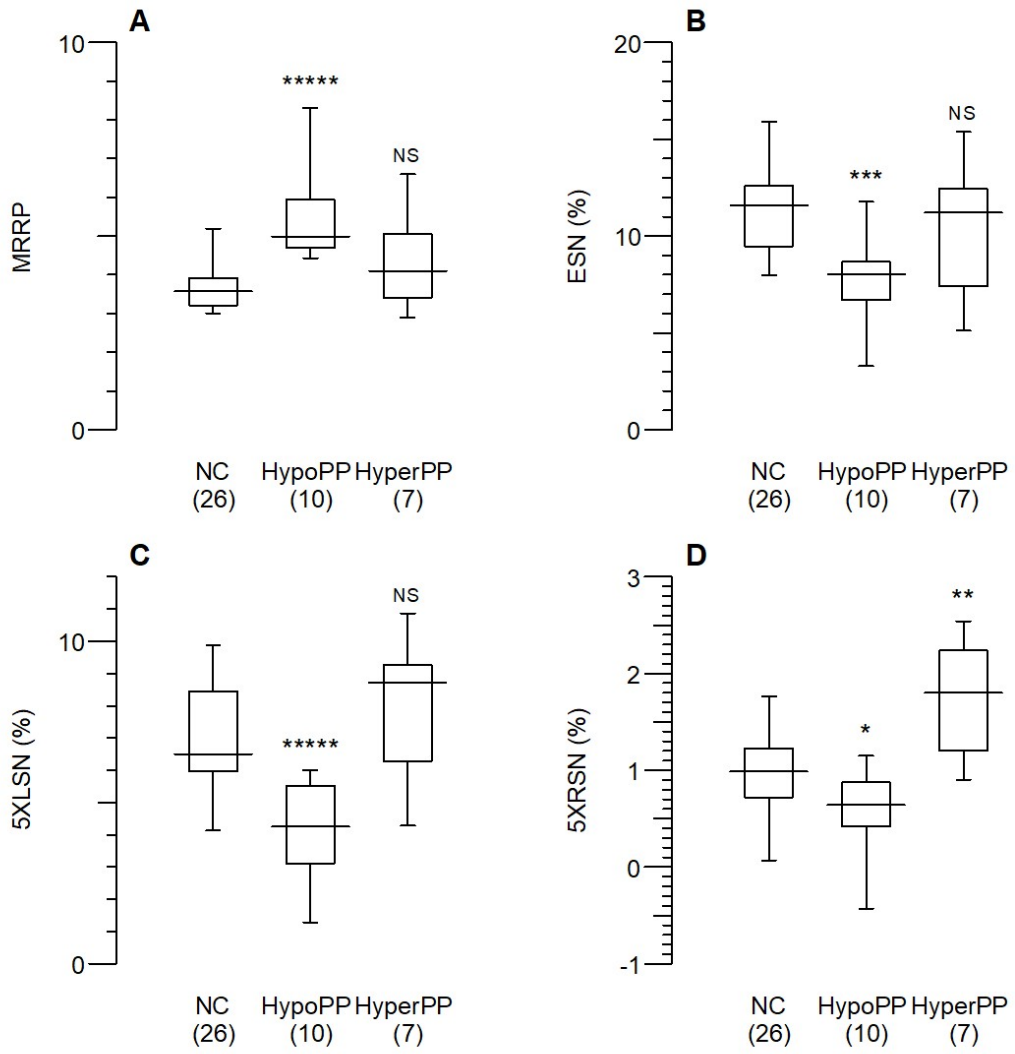 A
10
*****
NS
MRRP
0
NC HypoPP HyperPP
(26) (10) (7)
B
20
NS
***
10
ESN (%)
0
NC HypoPP HyperPP
(26) (10) (7)
C
NS
10
*****
5XLSN (%)
0
NC HypoPP HyperPP
(26) (10) (7)
D
3
**
2
*
1
5XRSN (%)
0
-1
NC HypoPP HyperPP
(26) (10) (7)